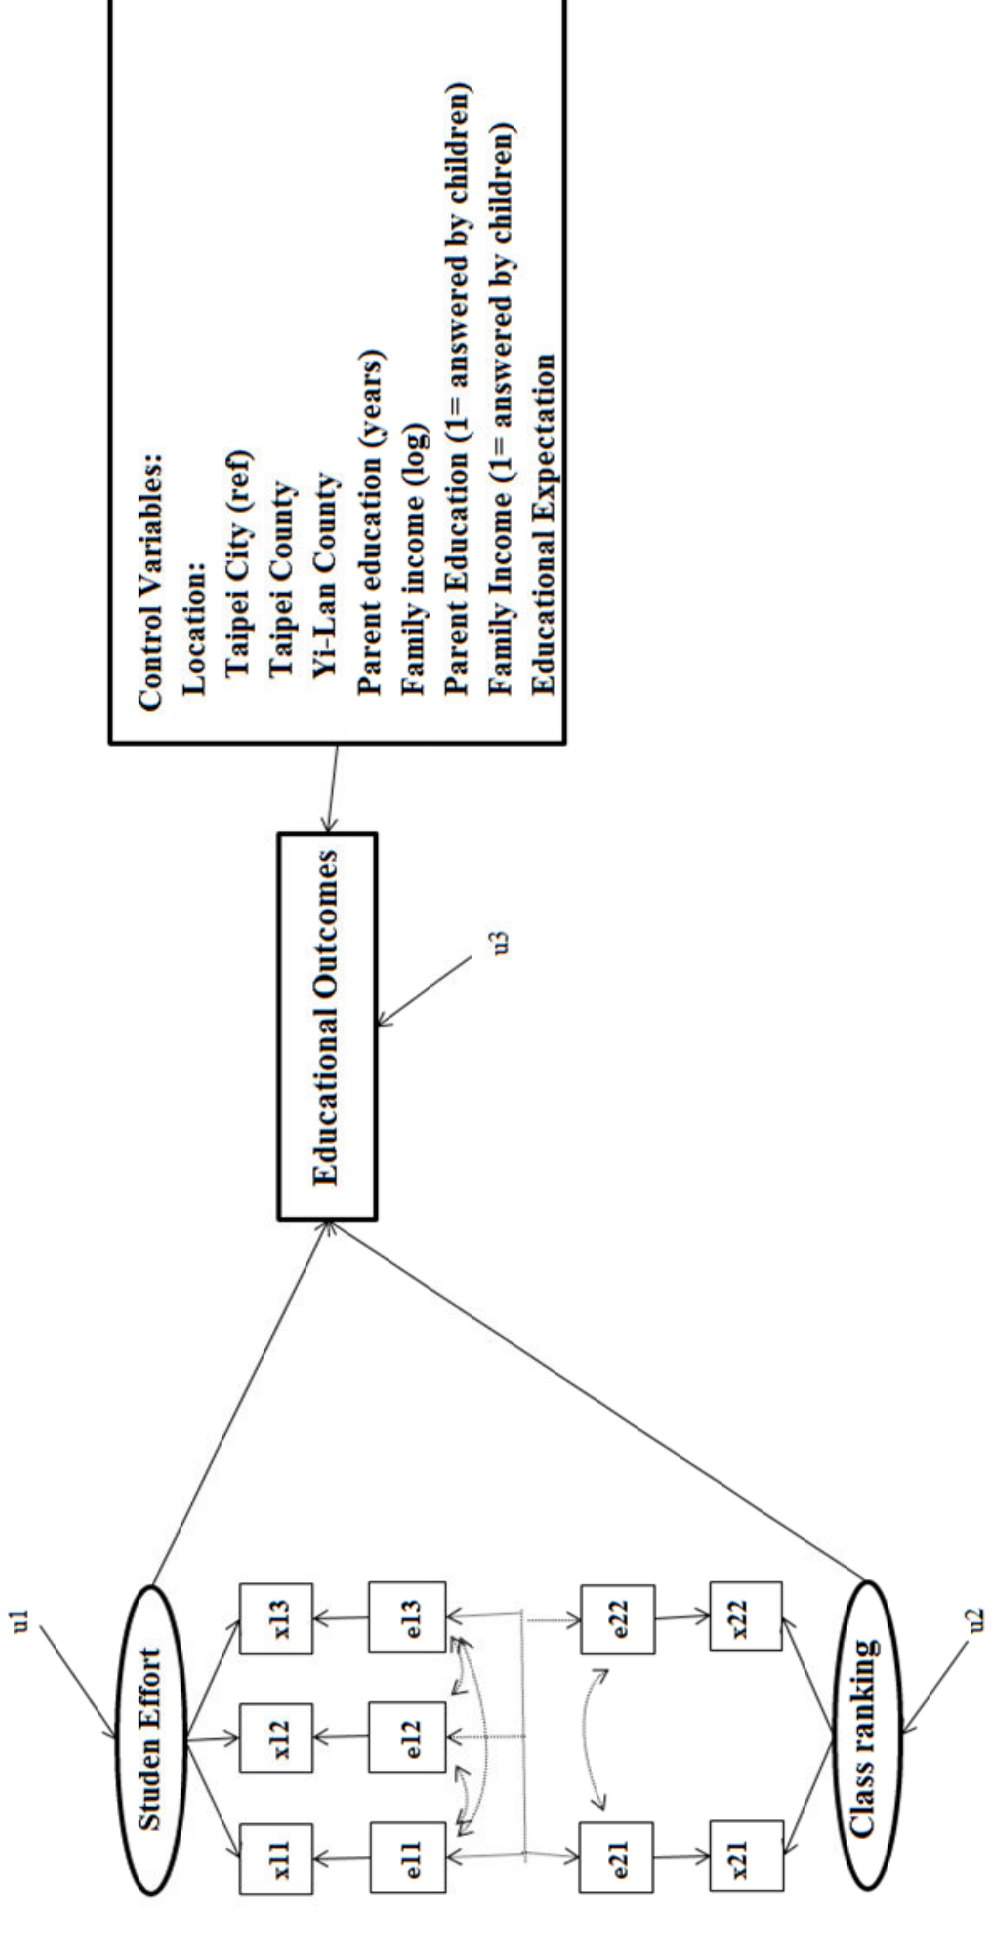 u1
Studen Effort
x11
x12
x13
e11
e12
e13
e21
e22
x21
x22
Class ranking
u2
Educational Outcomes
u3
Control Variables:
Location:
Taipei City (ref)
Taipei County
Yi-Lan County
Parent education (years)
Family income (log)
Parent Education (1= answered by children)
Family Income (1= answered by children)
Educational Expectation